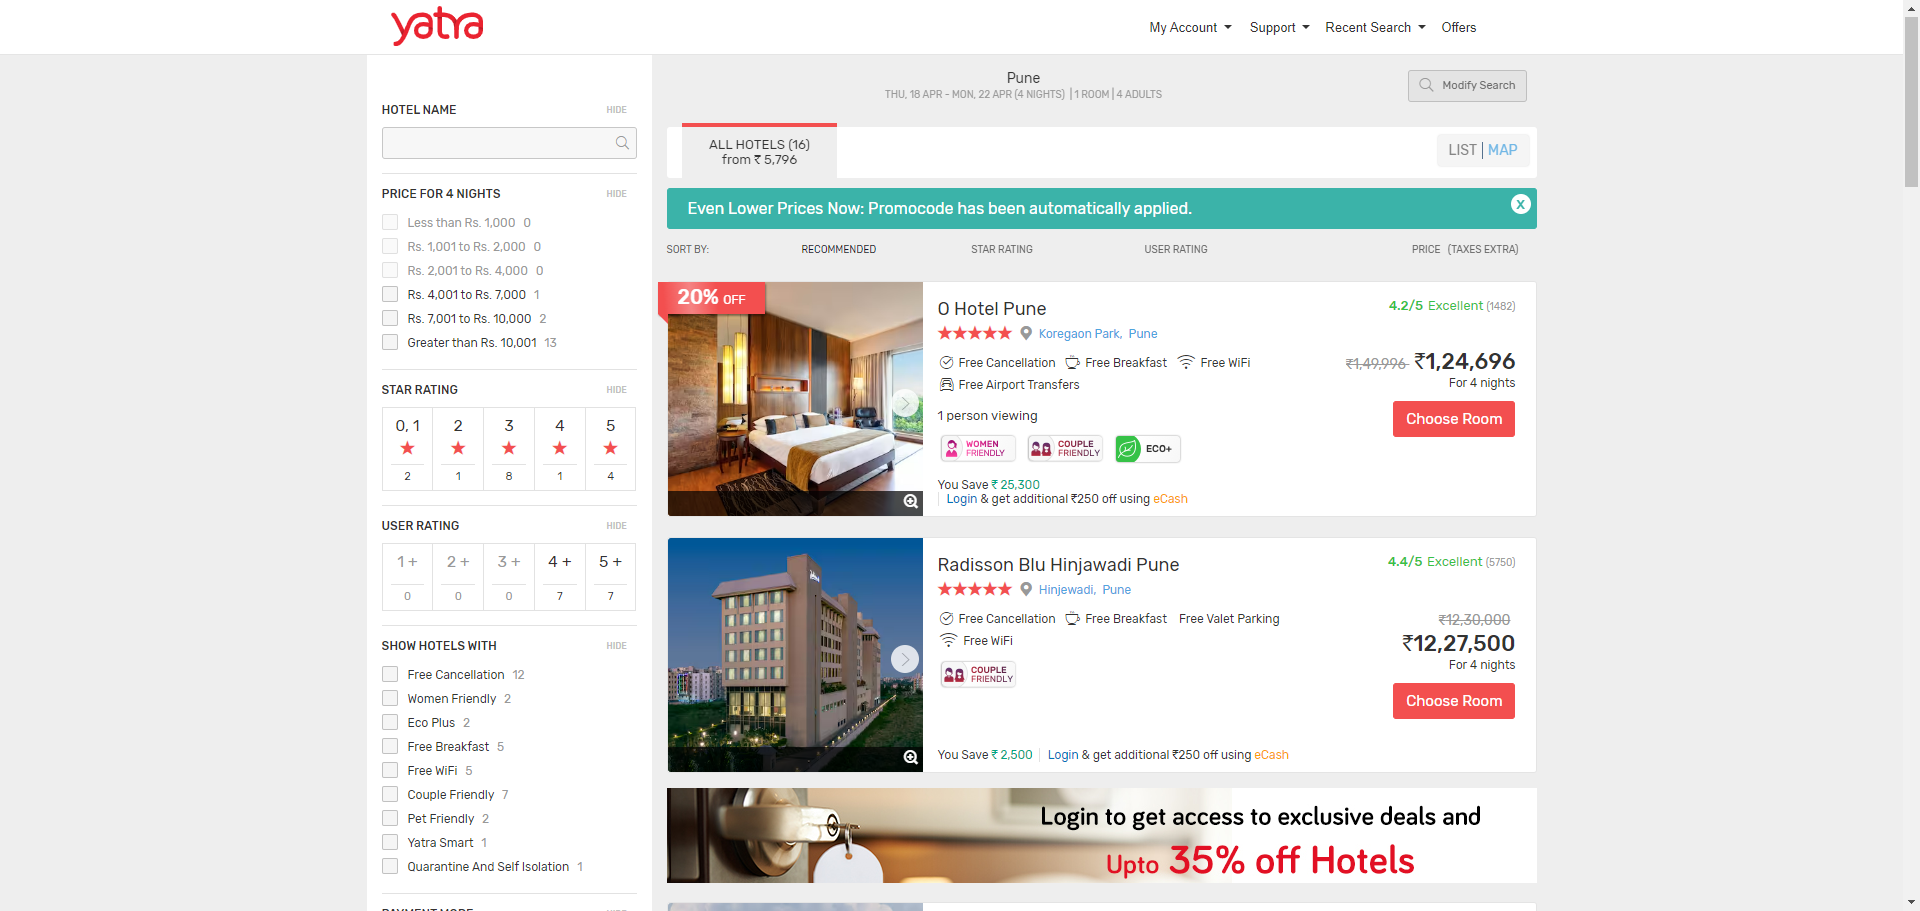 yatra
My Account
Support
Recent Search
Offers
HOTEL NAME
HIDE
PRICE FOR 4 NIGHTS
HIDE
Less than Rs. 1,000 0
Rs. 1,001 to Rs. 2,000 0
Rs. 2,001 to Rs. 4,000 0
Rs. 4,001 to Rs. 7,000 1
Rs. 7,001 to Rs. 10,000 2
Greater than Rs. 10,001 13
STAR RATING
HIDE
0, 1 2 3 4 5
2 1 8 1 4
USER RATING
HIDE
1 + 2 + 3 + 4 + 5 +
0 0 0 7 7
SHOW HOTELS WITH
HIDE
Free Cancellation 12
Women Friendly 2
Eco Plus 2
Free Breakfast 5
Free WiFi 5
Couple Friendly 7
Pet Friendly 2
Yatra Smart 1
Quarantine And Self Isolation 1
Pune
THU, 18 APR - MON, 22 APR (4 NIGHTS) | 1 ROOM | 4 ADULTS
Modify Search
ALL HOTELS (16)
from ₹ 5,796
LIST | MAP
Even Lower Prices Now: Promocode has been automatically applied.
X
SORT BY:
RECOMMENDED
STAR RATING
USER RATING
PRICE (TAXES EXTRA)
20% OFF
O Hotel Pune
4.2/5 Excellent (1482)
Koregaon Park, Pune
Free Cancellation
Free Breakfast
Free WiFi
Free Airport Transfers
₹1,49,996 ₹1,24,696
For 4 nights
1 person viewing
Choose Room
WOMEN
FRIENDLY
COUPLE
FRIENDLY
ECO+
You Save ₹ 25,300
Login & get additional ₹250 off using eCash
Radisson Blu Hinjawadi Pune
4.4/5 Excellent (5750)
Hinjewadi, Pune
Free Cancellation
Free Breakfast
Free Valet Parking
Free WiFi
₹12,30,000
₹12,27,500
For 4 nights
COUPLE
FRIENDLY
Choose Room
You Save ₹ 2,500
Login & get additional ₹250 off using eCash
Login to get access to exclusive deals and
Upto 35% off Hotels